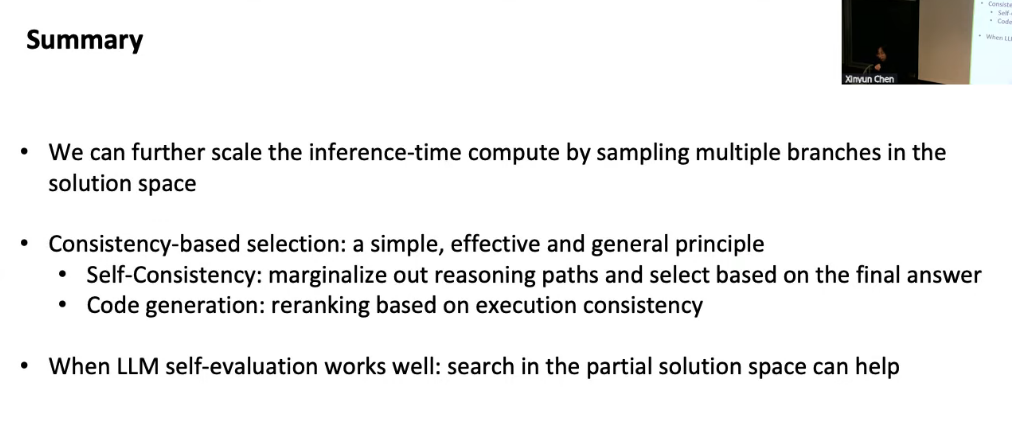 Summary
Xinyun Chen
• We can further scale the inference-time compute by sampling multiple branches in the
solution space
• Consistency-based selection: a simple, effective and general principle
• Self-Consistency: marginalize out reasoning paths and select based on the final answer
• Code generation: reranking based on execution consistency
• When LLM self-evaluation works well: search in the partial solution space can help